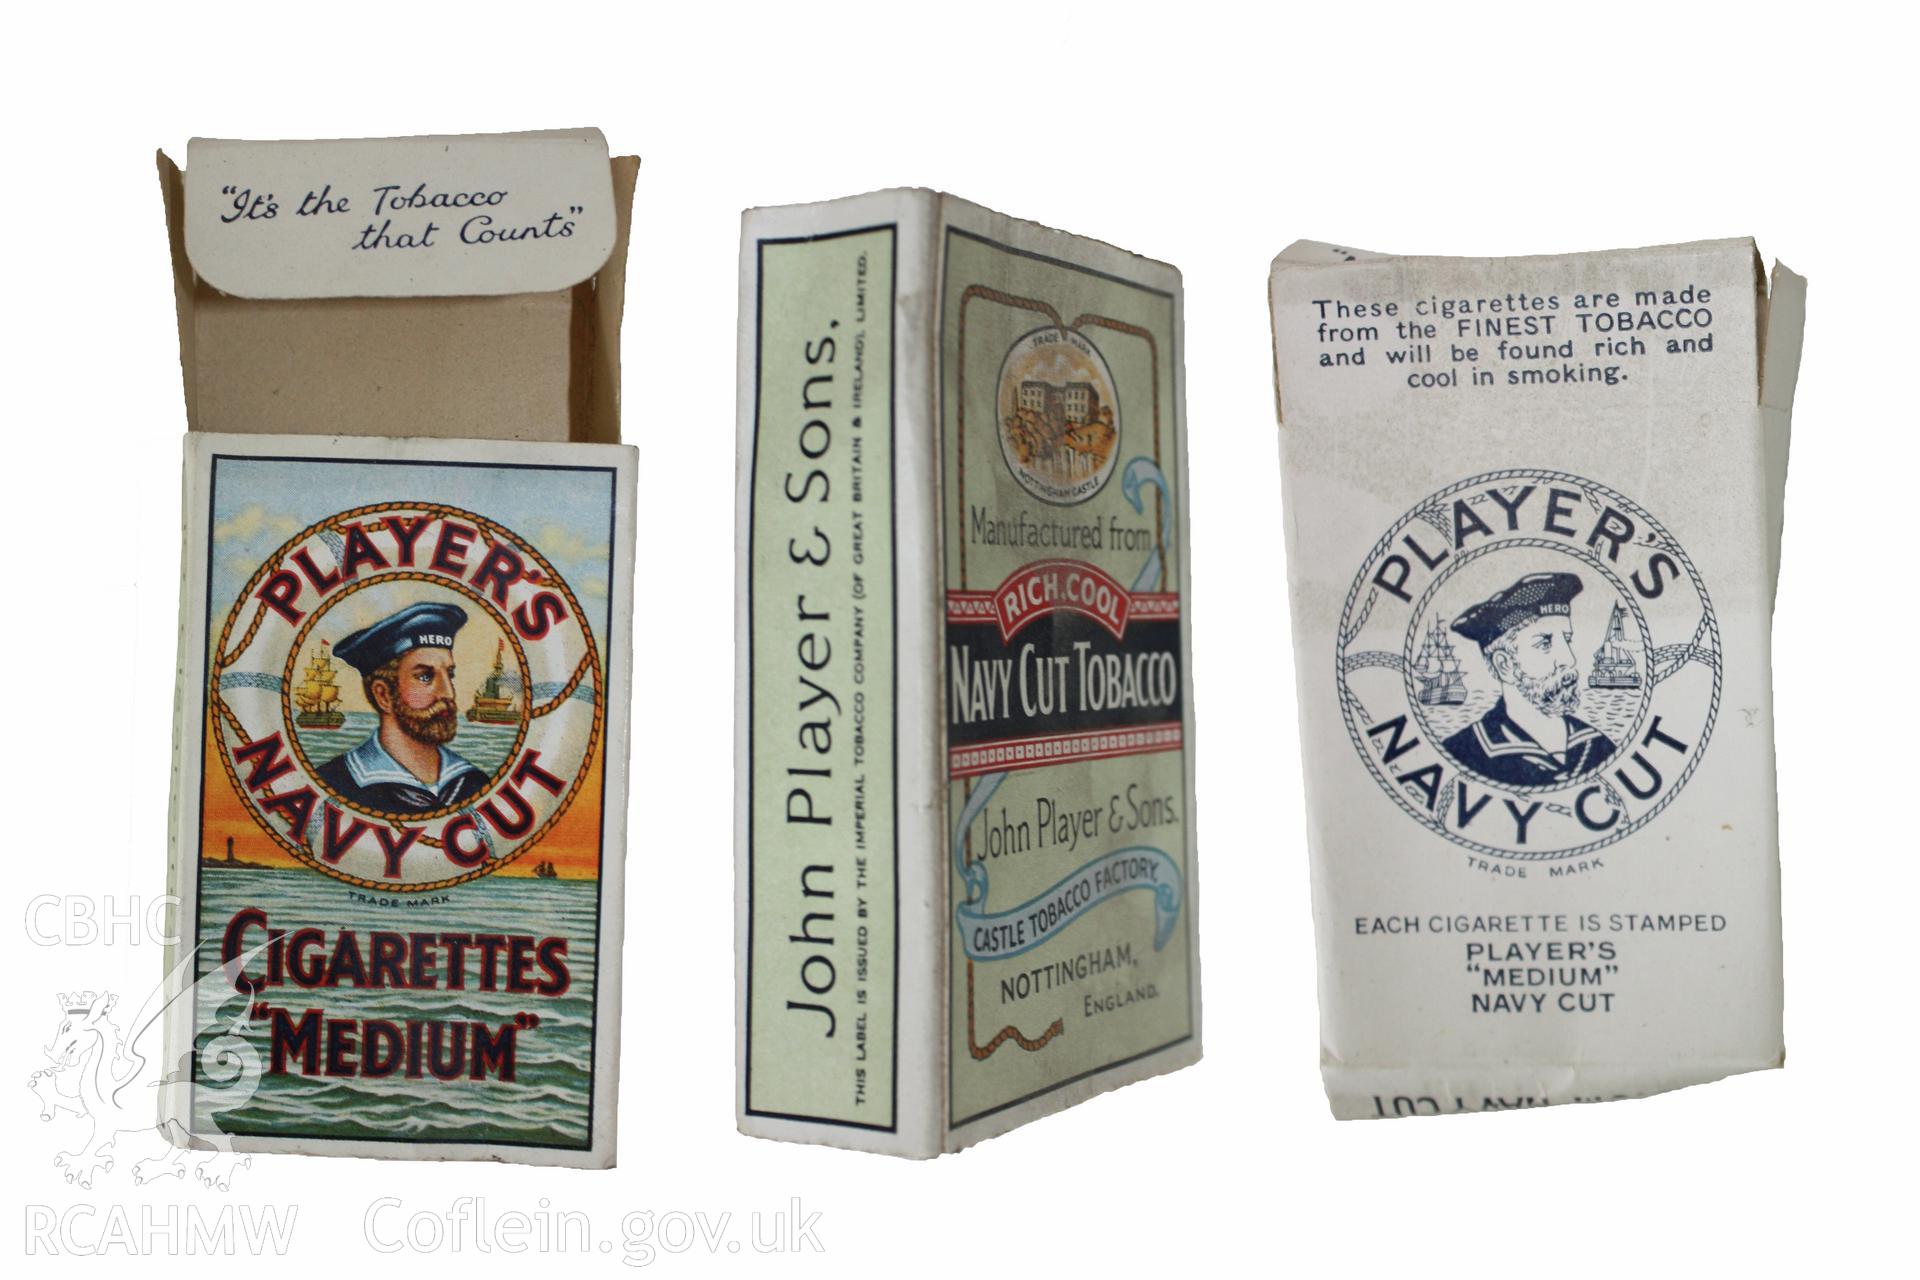 "It's the Tobacco
that Counts"
PLAYER'S
HERO
NAVY CUT
TRADE MARK
CIGARETTES
"MEDIUM"
John Player & Sons,
THIS LABEL IS ISSUED BY THE IMPERIAL TOBACCO COMPANY (OF GREAT BRITAIN & IRELAND), LIMITED.
TRADE MARK
NOTTINGHAM CASTLE
Manufactured from
RICH, COOL
NAVY CUT TOBACCO
John Player & Sons.
CASTLE TOBACCO FACTORY,
NOTTINGHAM,
ENGLAND.
These cigarettes are made
from the FINEST TOBACCO
and will be found rich and
cool in smoking.
PLAYER'S
HERO
NAVY CUT
TRADE MARK
EACH CIGARETTE IS STAMPED
PLAYER'S
"MEDIUM"
NAVY CUT
NAVY CUT
CBHC
RCAHMW
Coflein.gov.uk